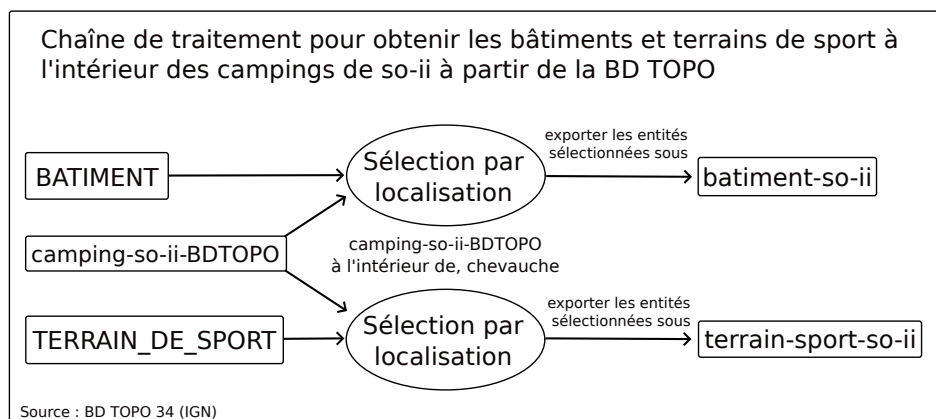 Chaîne de traitement pour obtenir les bâtiments et terrains de sport à
l'intérieur des campings de so-ii à partir de la BD TOPO
BATIMENT
Sélection par
localisation
exporter les entités
sélectionnées sous
batiment-so-ii
camping-so-ii-BDTOPO
camping-so-ii-BDTOPO
à l'intérieur de, chevauche
TERRAIN_DE_SPORT
Sélection par
localisation
exporter les entités
sélectionnées sous
terrain-sport-so-ii
Source : BD TOPO 34 (IGN)